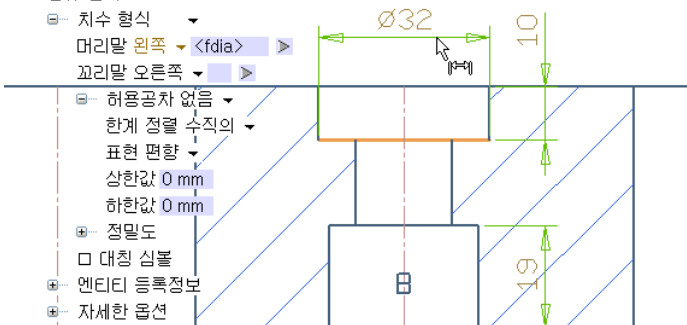 치수 형식
머리말 왼쪽 <fdia>
꼬리말 오른쪽
허용공차 없음
한계 정렬 수직의
표현 편향
상한값 0 mm
하한값 0 mm
정밀도
대칭 심볼
엔티티 등록정보
자세한 옵션
Ø32
10
19
B